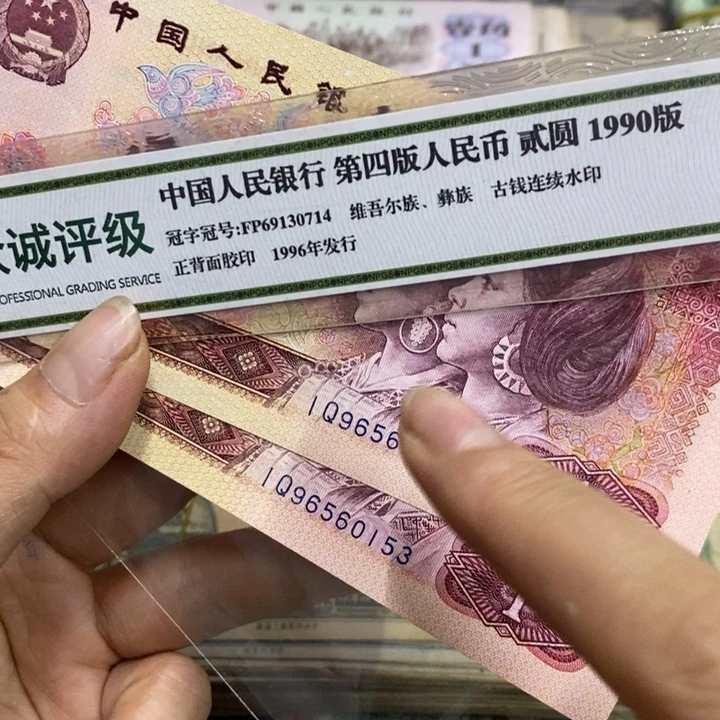 中国人民银
中国人民银行 第四版人民币 贰圆 1990版
诚评级
冠字冠号:FP69130714 维吾尔族、彝族 古钱连续水印
正背面胶印 1996年发行
OFESSIONAL GRADING SERVICE
IQ9656
IQ96560153